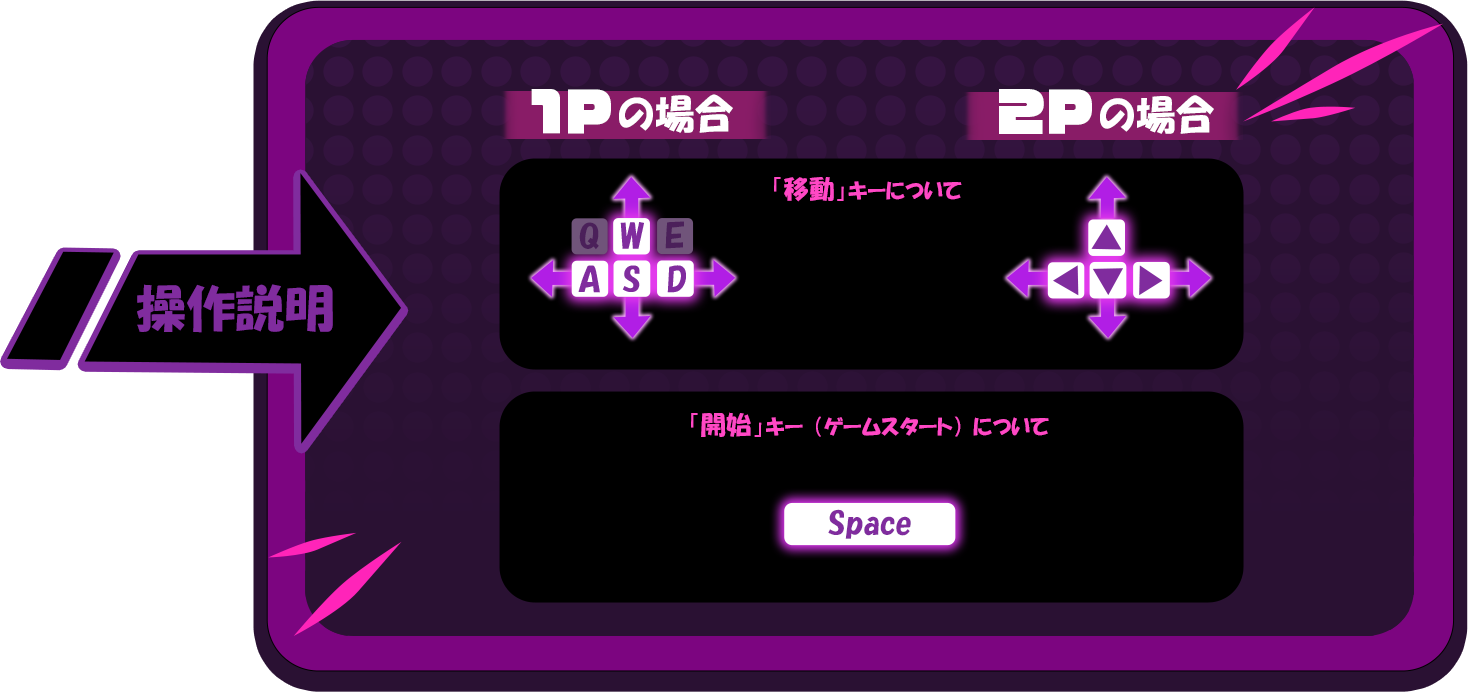 操作説明
1Pの場合
2Pの場合
「移動」キーについて
Q W E
A S D
▲
◀ ▼ ▶
「開始」キー（ゲームスタート）について
Space